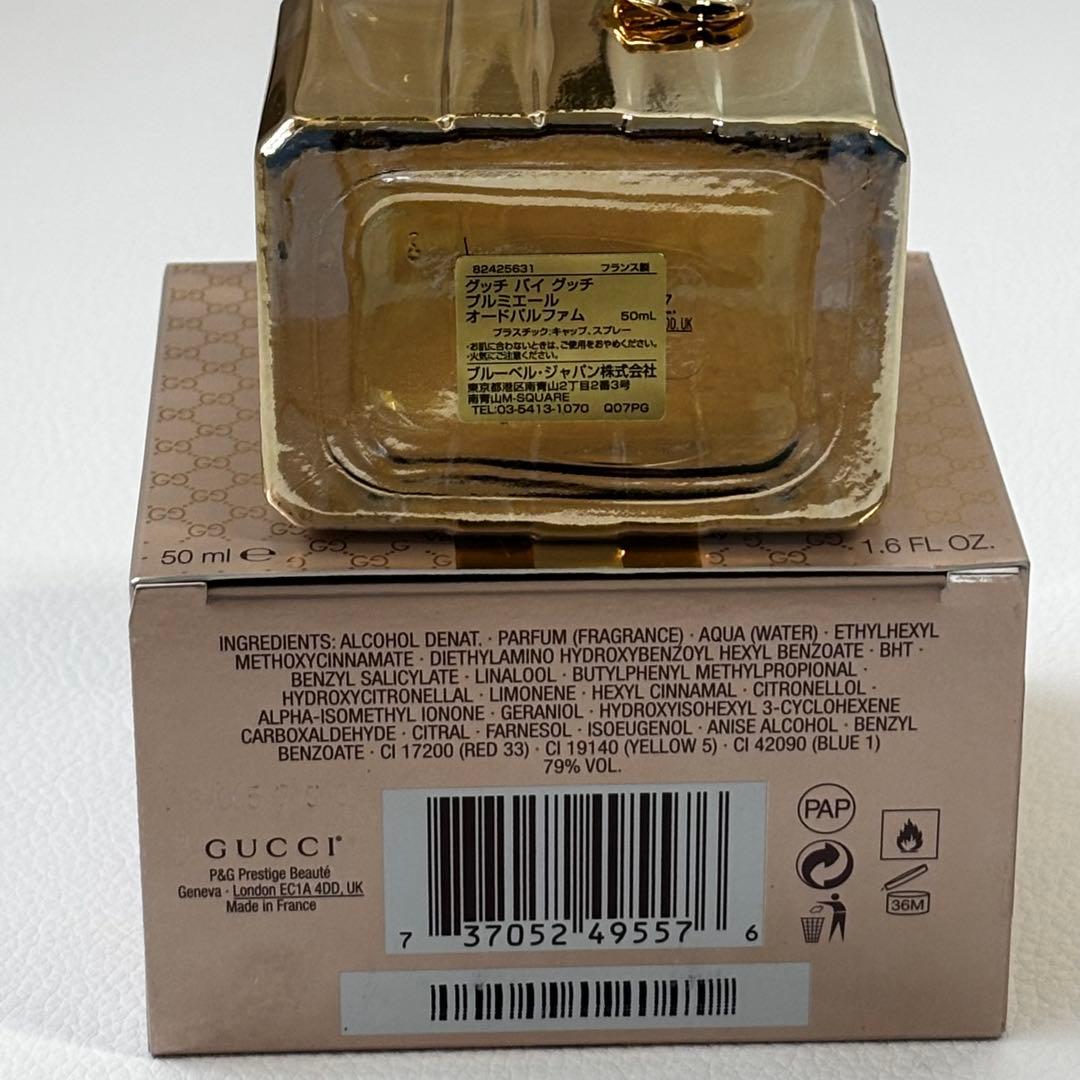 82425631 フランス製
グッチ バイ グッチ
プルミエール
オードパルファム 50mL
プラスチック:キャップ、スプレー
・お肌に合わないときは、ご使用をおやめください。
・火気にご注意ください。
ブルーベル・ジャパン株式会社
東京都港区南青山2丁目2番3号
南青山M-SQUARE
TEL:03-5413-1070 Q07PG
DD, UK
50 ml e
1.6 FL OZ.
INGREDIENTS: ALCOHOL DENAT. · PARFUM (FRAGRANCE) · AQUA (WATER) · ETHYLHEXYL
METHOXYCINNAMATE · DIETHYLAMINO HYDROXYBENZOYL HEXYL BENZOATE · BHT ·
BENZYL SALICYLATE · LINALOOL · BUTYLPHENYL METHYLPROPIONAL ·
HYDROXYCITRONELLAL · LIMONENE · HEXYL CINNAMAL · CITRONELLOL ·
ALPHA-ISOMETHYL IONONE · GERANIOL · HYDROXYISOHEXYL 3-CYCLOHEXENE
CARBOXALDEHYDE · CITRAL · FARNESOL · ISOEUGENOL · ANISE ALCOHOL · BENZYL
BENZOATE · CI 17200 (RED 33) · CI 19140 (YELLOW 5) · CI 42090 (BLUE 1)
79% VOL.
GUCCI®
P&G Prestige Beauté
Geneva · London EC1A 4DD, UK
Made in France
7 37052 49557 6
PAP
36M